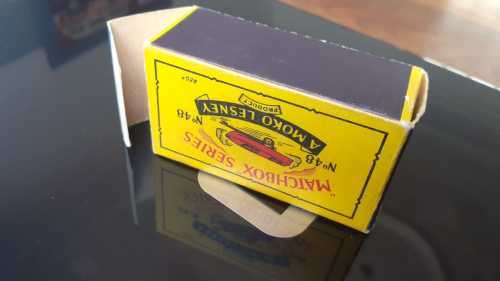 "MATCHBOX" SERIES
Nº 48
Nº 48
A MOKO LESNEY
PRODUCT